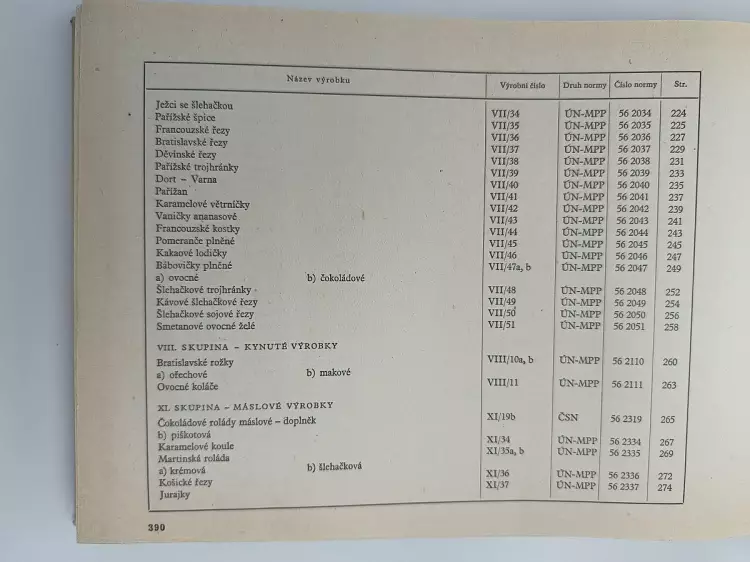 Název výrobku Výrobní číslo Druh normy Číslo normy Str.
Ježci se šlehačkou VII/34 ÚN-MPP 56 2034 224
Pařížské špice VII/35 ÚN-MPP 56 2035 225
Francouzské řezy VII/36 ÚN-MPP 56 2036 227
Bratislavské řezy VII/37 ÚN-MPP 56 2037 229
Děvínské řezy VII/38 ÚN-MPP 56 2038 231
Pařížské trojhránky VII/39 ÚN-MPP 56 2039 233
Dort – Varna VII/40 ÚN-MPP 56 2040 235
Pařížan VII/41 ÚN-MPP 56 2041 237
Karamelové větrníčky VII/42 ÚN-MPP 56 2042 239
Vaničky ananasové VII/43 ÚN-MPP 56 2043 241
Francouzské kostky VII/44 ÚN-MPP 56 2044 243
Pomeranče plněné VII/45 ÚN-MPP 56 2045 245
Kakaové lodičky VII/46 ÚN-MPP 56 2046 247
Bábovičky plněné VII/47a, b ÚN-MPP 56 2047 249
a) ovocné b) čokoládové
Šlehačkové trojhránky VII/48 ÚN-MPP 56 2048 252
Kávové šlehačkové řezy VII/49 ÚN-MPP 56 2049 254
Šlehačkové sojové řezy VII/50 ÚN-MPP 56 2050 256
Smetanové ovocné želé VII/51 ÚN-MPP 56 2051 258
VIII. SKUPINA – KYNUTÉ VÝROBKY
Bratislavské rožky VIII/10a, b ÚN-MPP 56 2110 260
a) ořechové b) makové
Ovocné koláče VIII/11 ÚN-MPP 56 2111 263
XI. SKUPINA – MÁSLOVÉ VÝROBKY
Čokoládové rolády máslové – doplněk XI/19b ČSN 56 2319 265
b) piškotová
Karamelové koule XI/34 ÚN-MPP 56 2334 267
Martinská roláda XI/35a, b ÚN-MPP 56 2335 269
a) krémová b) šlehačková
Košické řezy XI/36 ÚN-MPP 56 2336 272
Jurajky XI/37 ÚN-MPP 56 2337 274
390